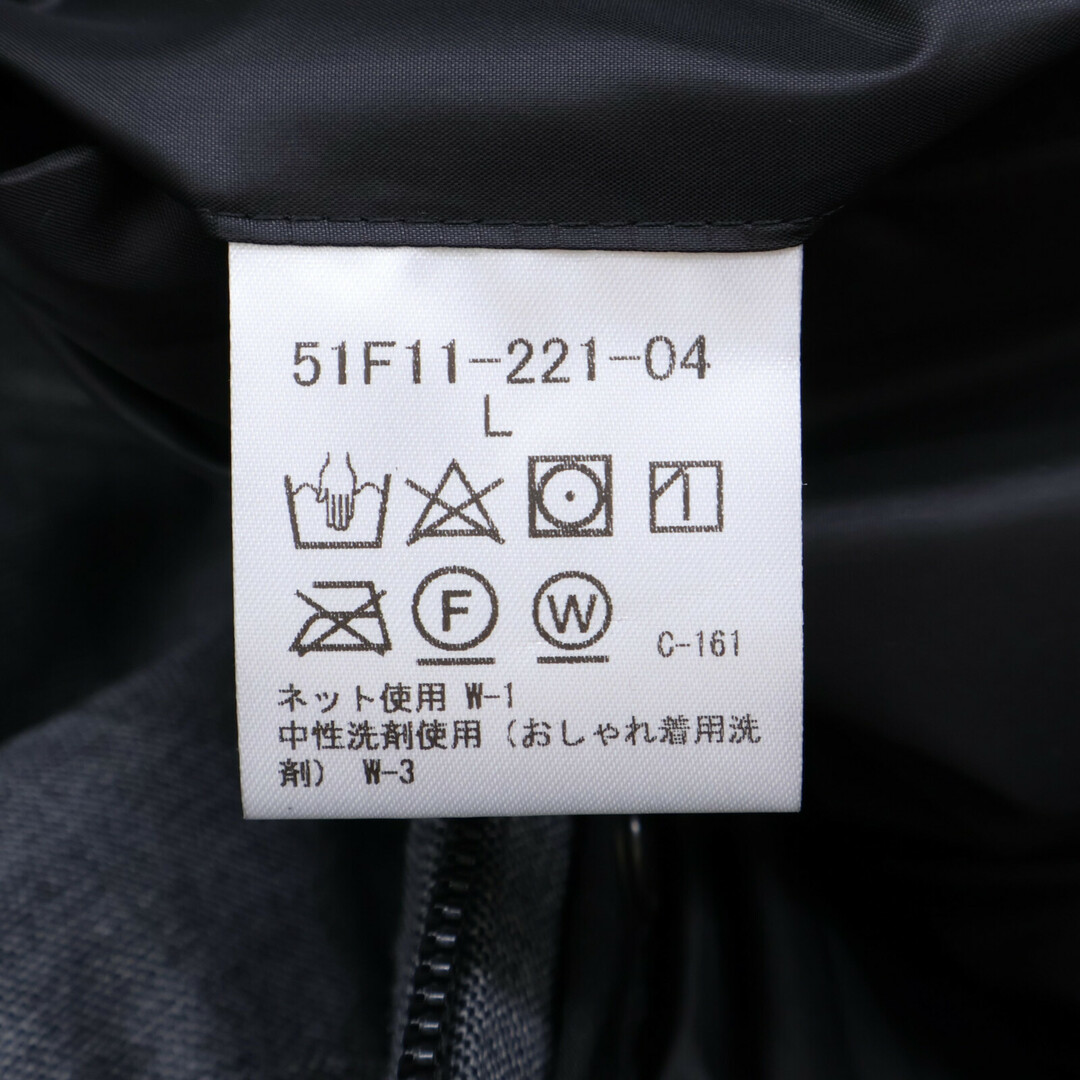 51F11-221-04
L
F W C-161
ネット使用 W-1
中性洗剤使用（おしゃれ着用洗
剤） W-3